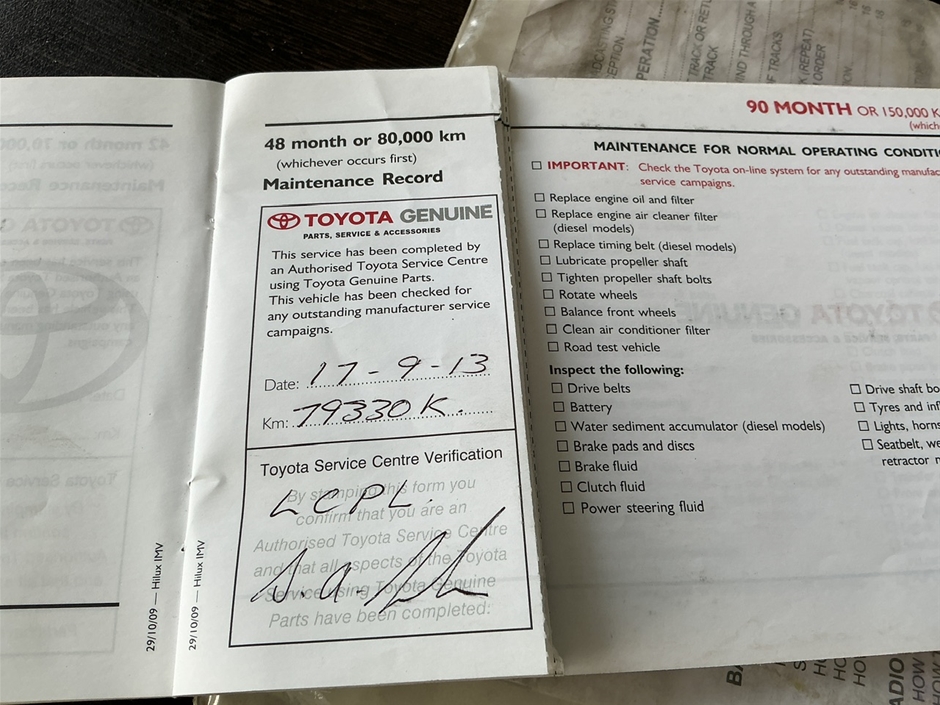 48 month or 80,000 km
(whichever occurs first)
Maintenance Record
TOYOTA GENUINE
PARTS, SERVICE & ACCESSORIES
This service has been completed by
an Authorised Toyota Service Centre
using Toyota Genuine Parts.
This vehicle has been checked for
any outstanding manufacturer service
campaigns.
Date: 17-9-13
Km: 79330 K.
Toyota Service Centre Verification
LCPL.
By stamping this form you
confirm that you are an
Authorised Toyota Service Centre
and that all aspects of the Toyota
Service using Toyota Genuine
Parts have been completed:
29/10/09 — Hilux IMV
29/10/09 — Hilux IMV
90 MONTH OR 150,000 K
(which
MAINTENANCE FOR NORMAL OPERATING CONDITI
IMPORTANT: Check the Toyota on-line system for any outstanding manufac
service campaigns.
Replace engine oil and filter
Replace engine air cleaner filter
(diesel models)
Replace timing belt (diesel models)
Lubricate propeller shaft
Tighten propeller shaft bolts
Rotate wheels
Balance front wheels
Clean air conditioner filter
Road test vehicle
Inspect the following:
Drive belts
Battery
Water sediment accumulator (diesel models)
Brake pads and discs
Brake fluid
Clutch fluid
Power steering fluid
Drive shaft bo
Tyres and inf
Lights, horns
Seatbelt, we
retractor m